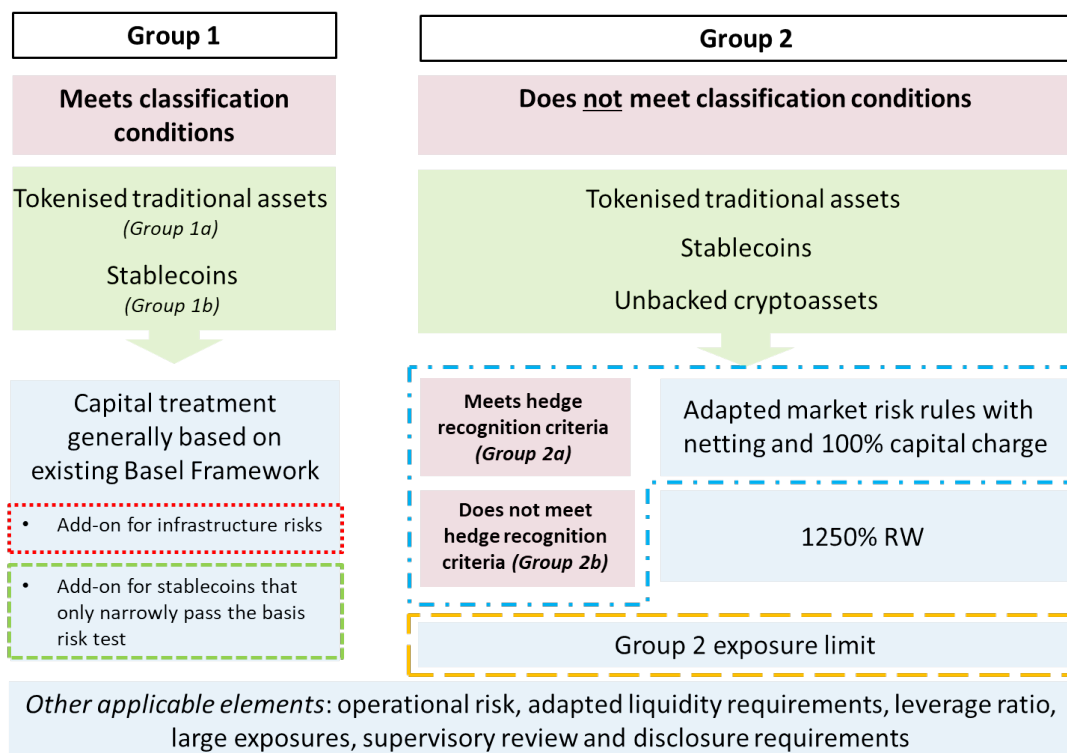 Group 1
Group 2
Meets classification
conditions
Does not meet classification conditions
Tokenised traditional assets
(Group 1a)
Stablecoins
(Group 1b)
Tokenised traditional assets
Stablecoins
Unbacked cryptoassets
Capital treatment
generally based on
existing Basel Framework
• Add-on for infrastructure risks
• Add-on for stablecoins that
only narrowly pass the basis
risk test
Meets hedge
recognition criteria
(Group 2a)
Adapted market risk rules with
netting and 100% capital charge
Does not meet
hedge recognition
criteria (Group 2b)
1250% RW
Group 2 exposure limit
Other applicable elements: operational risk, adapted liquidity requirements, leverage ratio,
large exposures, supervisory review and disclosure requirements